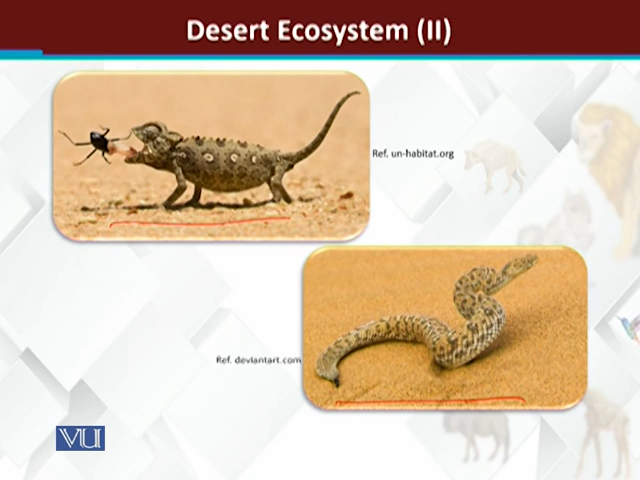 Desert Ecosystem (II)
Ref. un-habitat.org
Ref. deviantart.com
VU